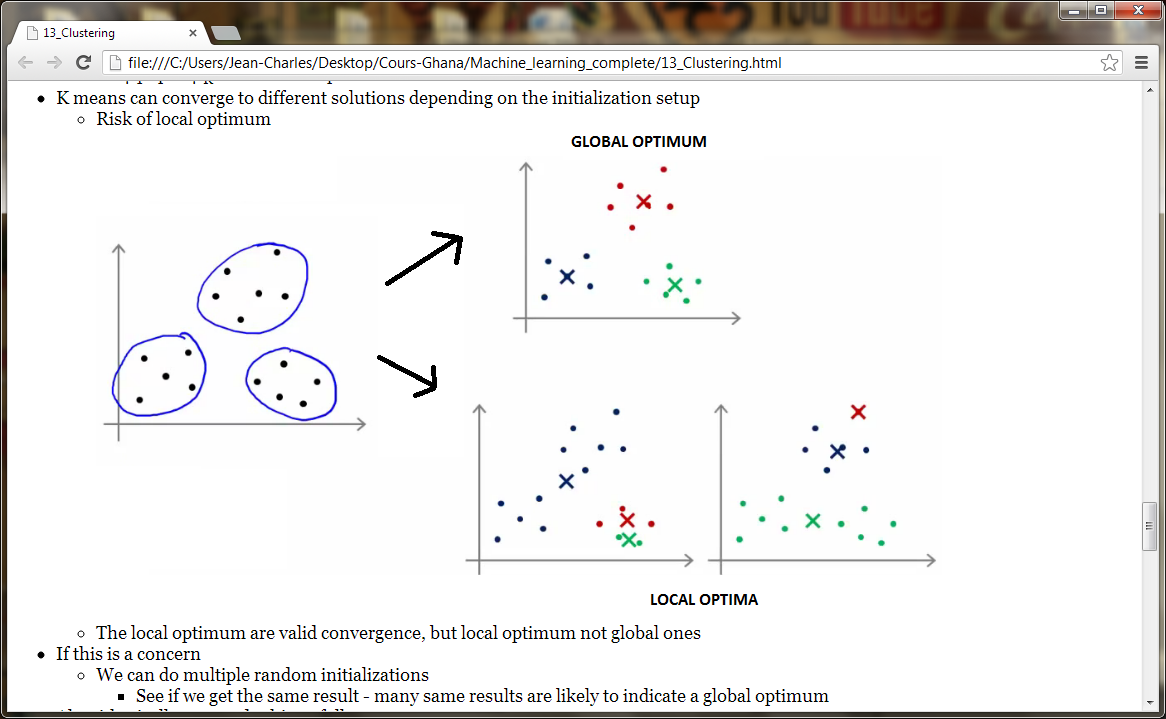 You Tube
13_Clustering
file:///C:/Users/Jean-Charles/Desktop/Cours-Ghana/Machine_learning_complete/13_Clustering.html
K means can converge to different solutions depending on the initialization setup
Risk of local optimum
GLOBAL OPTIMUM
LOCAL OPTIMA
The local optimum are valid convergence, but local optimum not global ones
If this is a concern
We can do multiple random initializations
See if we get the same result - many same results are likely to indicate a global optimum